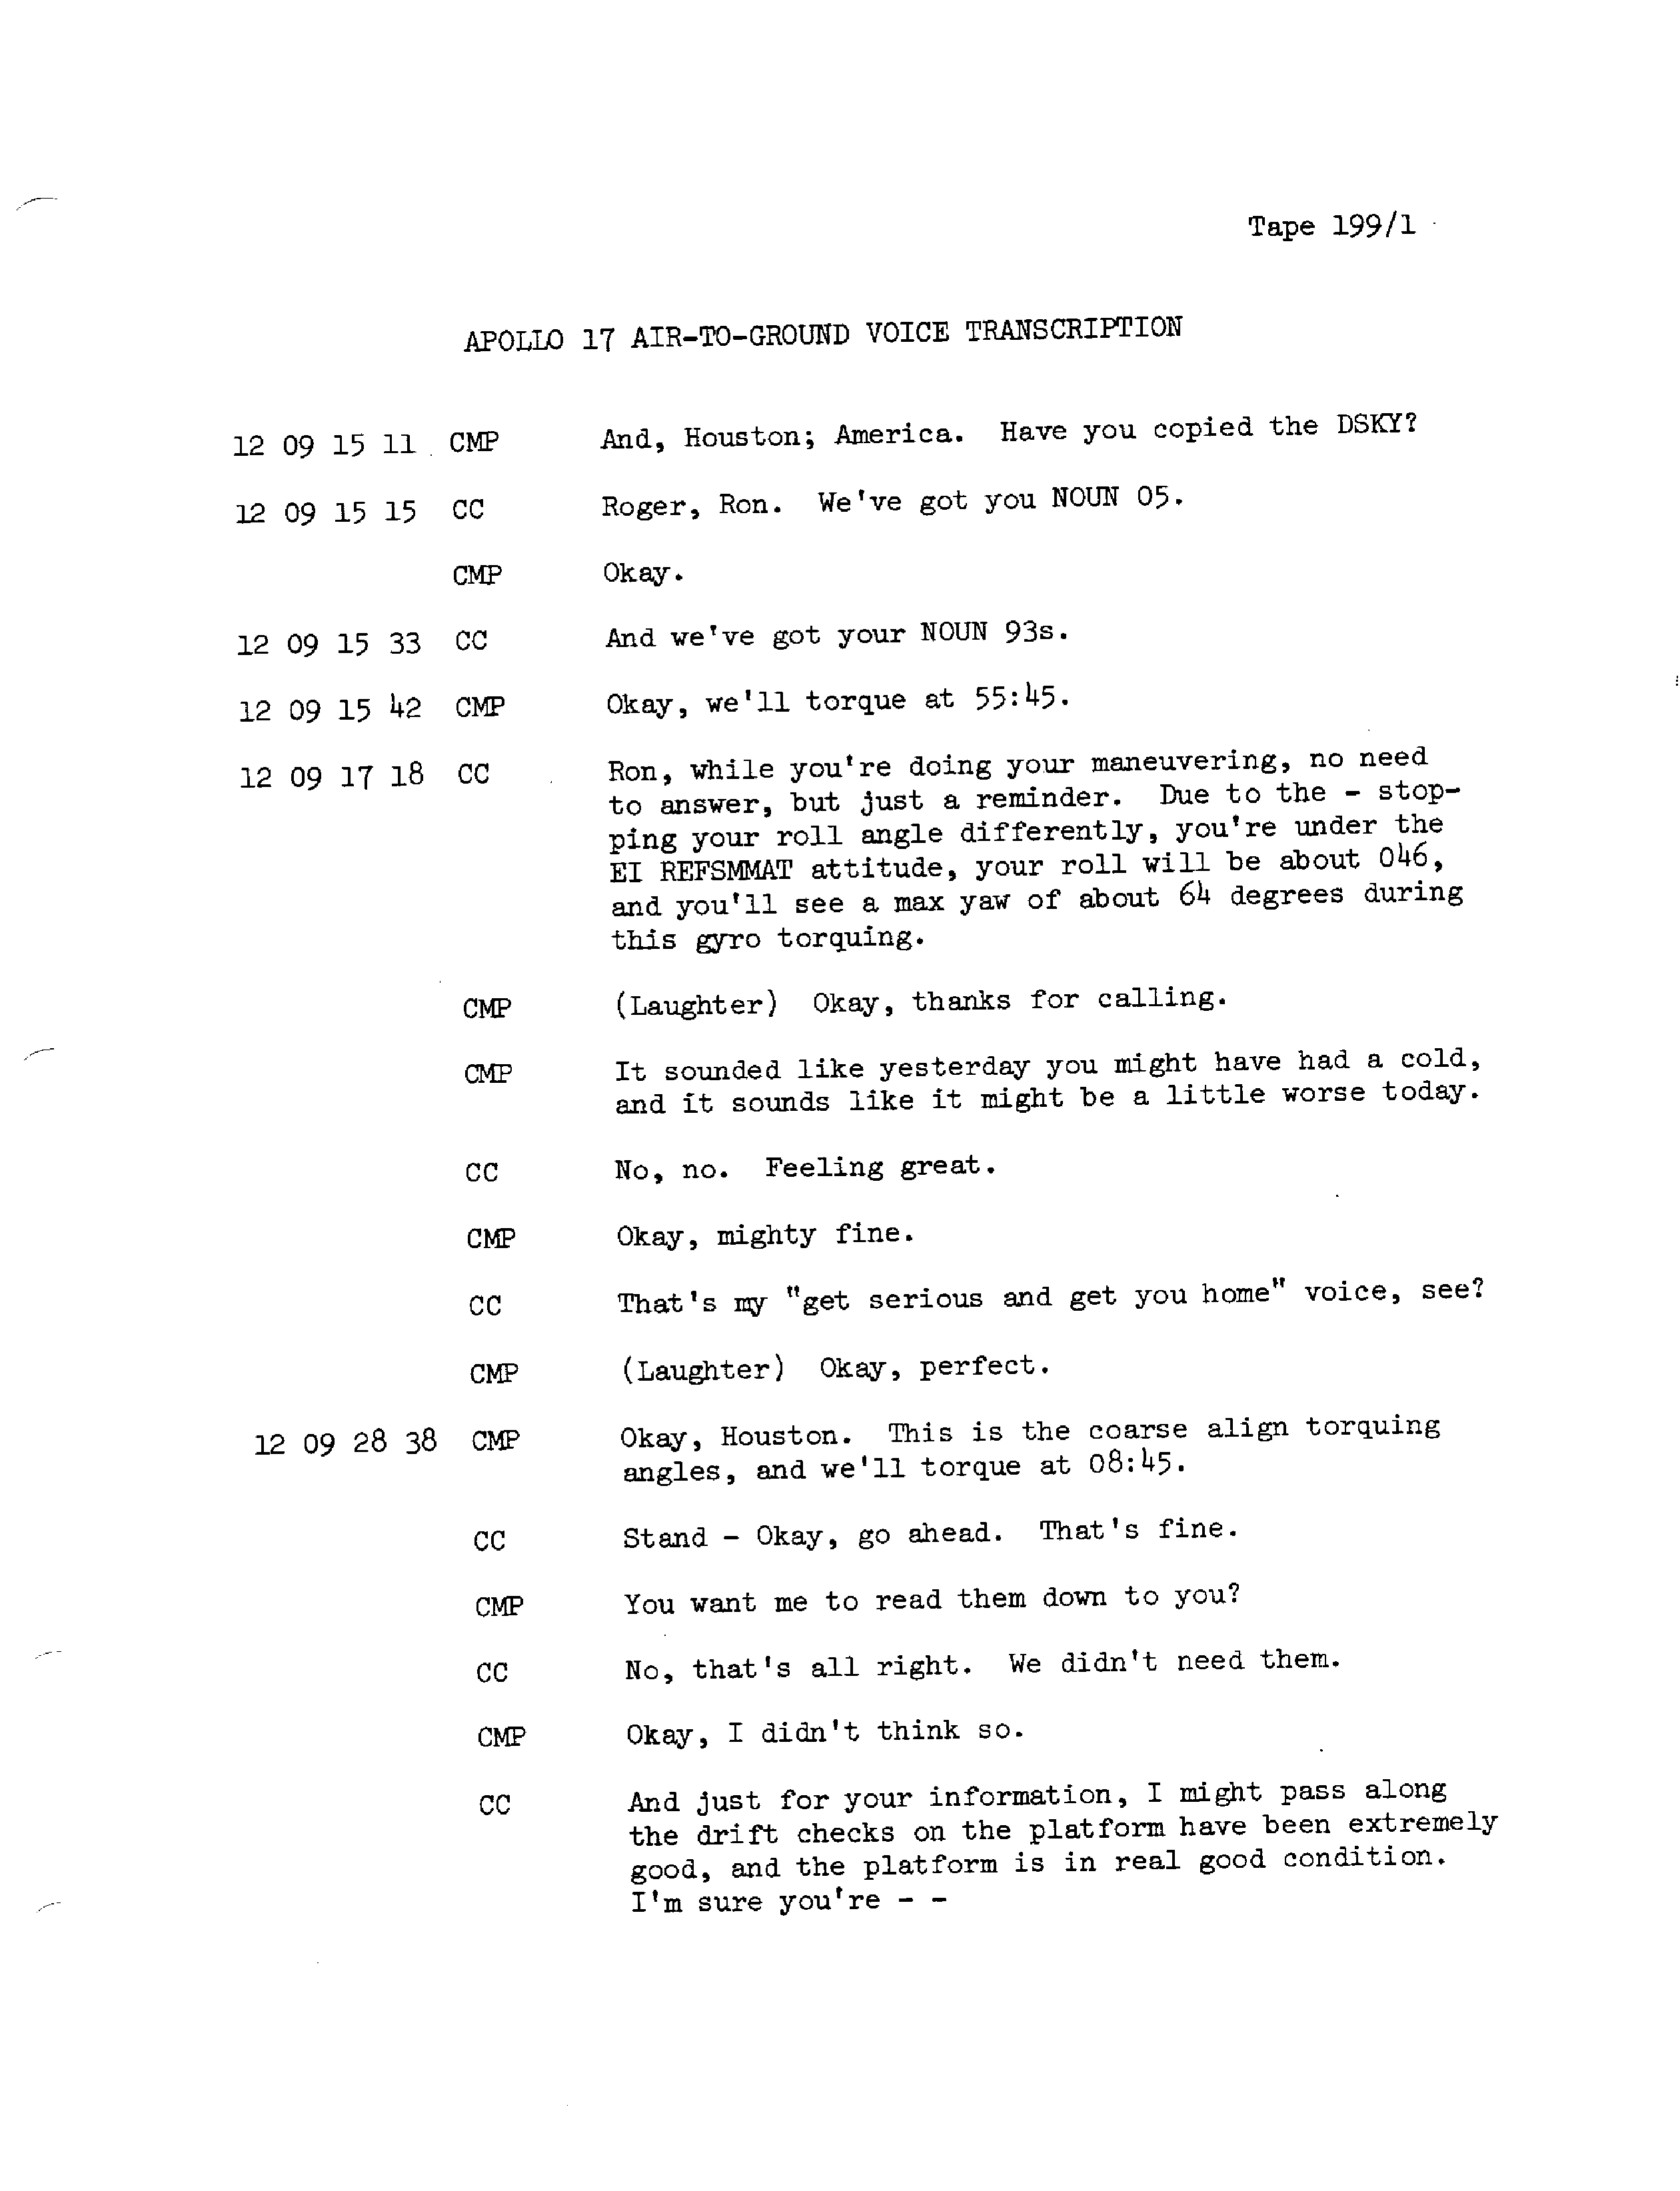 Tape 199/1
APOLLO 17 AIR-TO-GROUND VOICE TRANSCRIPTION
12 09 15 11 CMP And, Houston; America. Have you copied the DSKY?
12 09 15 15 CC Roger, Ron. We've got you NOUN 05.
CMP Okay.
12 09 15 33 CC And we've got your NOUN 93s.
12 09 15 42 CMP Okay, we'll torque at 55:45.
12 09 17 18 CC Ron, while you're doing your maneuvering, no need
to answer, but just a reminder. Due to the - stop-
ping your roll angle differently, you're under the
EI REFSMMAT attitude, your roll will be about 046,
and you'll see a max yaw of about 64 degrees during
this gyro torquing.
CMP (Laughter) Okay, thanks for calling.
CMP It sounded like yesterday you might have had a cold,
and it sounds like it might be a little worse today.
CC No, no. Feeling great.
CMP Okay, mighty fine.
CC That's my "get serious and get you home" voice, see?
CMP (Laughter) Okay, perfect.
12 09 28 38 CMP Okay, Houston. This is the coarse align torquing
angles, and we'll torque at 08:45.
CC Stand - Okay, go ahead. That's fine.
CMP You want me to read them down to you?
CC No, that's all right. We didn't need them.
CMP Okay, I didn't think so.
CC And just for your information, I might pass along
the drift checks on the platform have been extremely
good, and the platform is in real good condition.
I'm sure you're - -